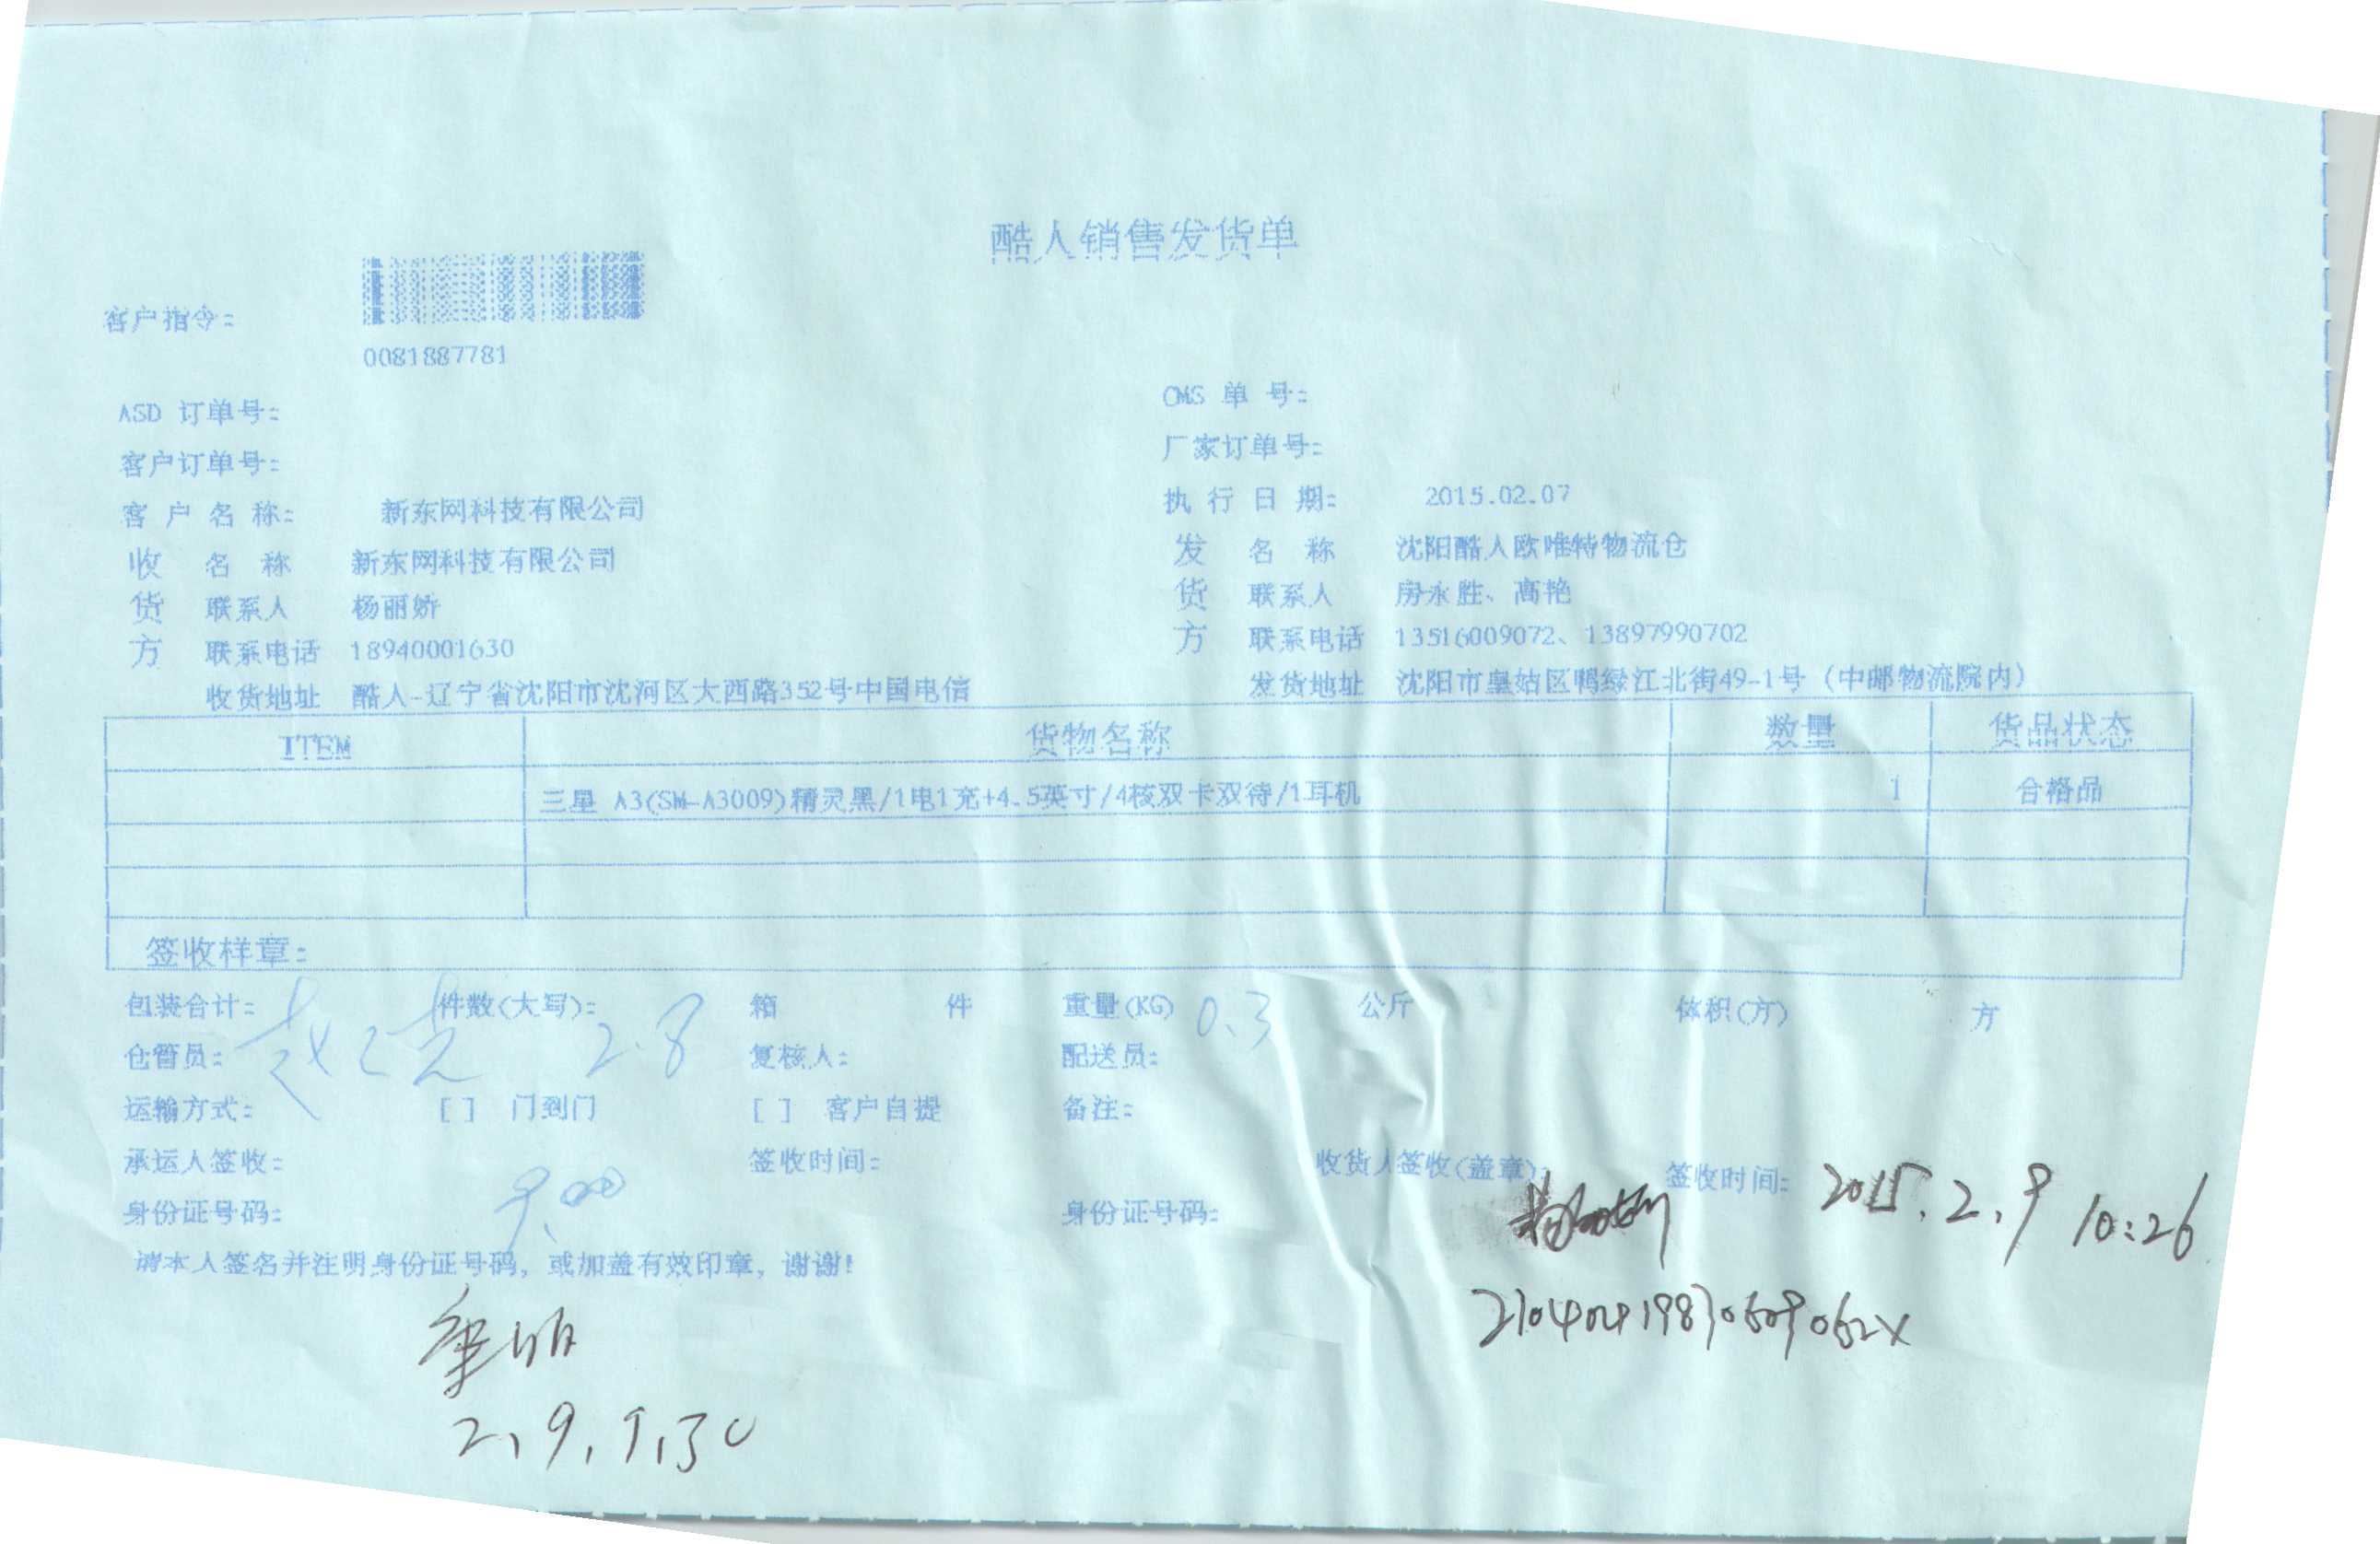 酷人销售发货单
客户指令:
0081887781
ASD 订单号:
CMS 单 号:
客户订单号:
厂家订单号:
客 户 名 称: 新东网科技有限公司
执 行 日 期: 2015.02.07
收 名 称 新东网科技有限公司
发 名 称 沈阳酷人欧唯特物流仓
货 联系人 杨丽娇
货 联系人 房永胜、高艳
方 联系电话 18940001630
方 联系电话 13516009072、13897990702
收货地址 酷人-辽宁省沈阳市沈河区大西路352号中国电信
发货地址 沈阳市皇姑区鸭绿江北街49-1号（中邮物流院内）
ITEM 货物名称 数量 货品状态
三星 A3(SM-A3009)精灵黑/1电1充+4.5英寸/4核双卡双待/1耳机 1 合格品
签收样章:
包装合计: 件数(大写): 箱 件 重量(KG) 0.3 公斤 体积(方) 方
仓管员: 2.8 复核人: 配送员:
运输方式: [ ] 门到门 [ ] 客户自提 备注:
承运人签收: 签收时间: 收货人签收(盖章): 签收时间: 2015.2.9 10:26
身份证号码: 9.00 身份证号码:
请本人签名并注明身份证号码，或加盖有效印章，谢谢!
2,9,9,30